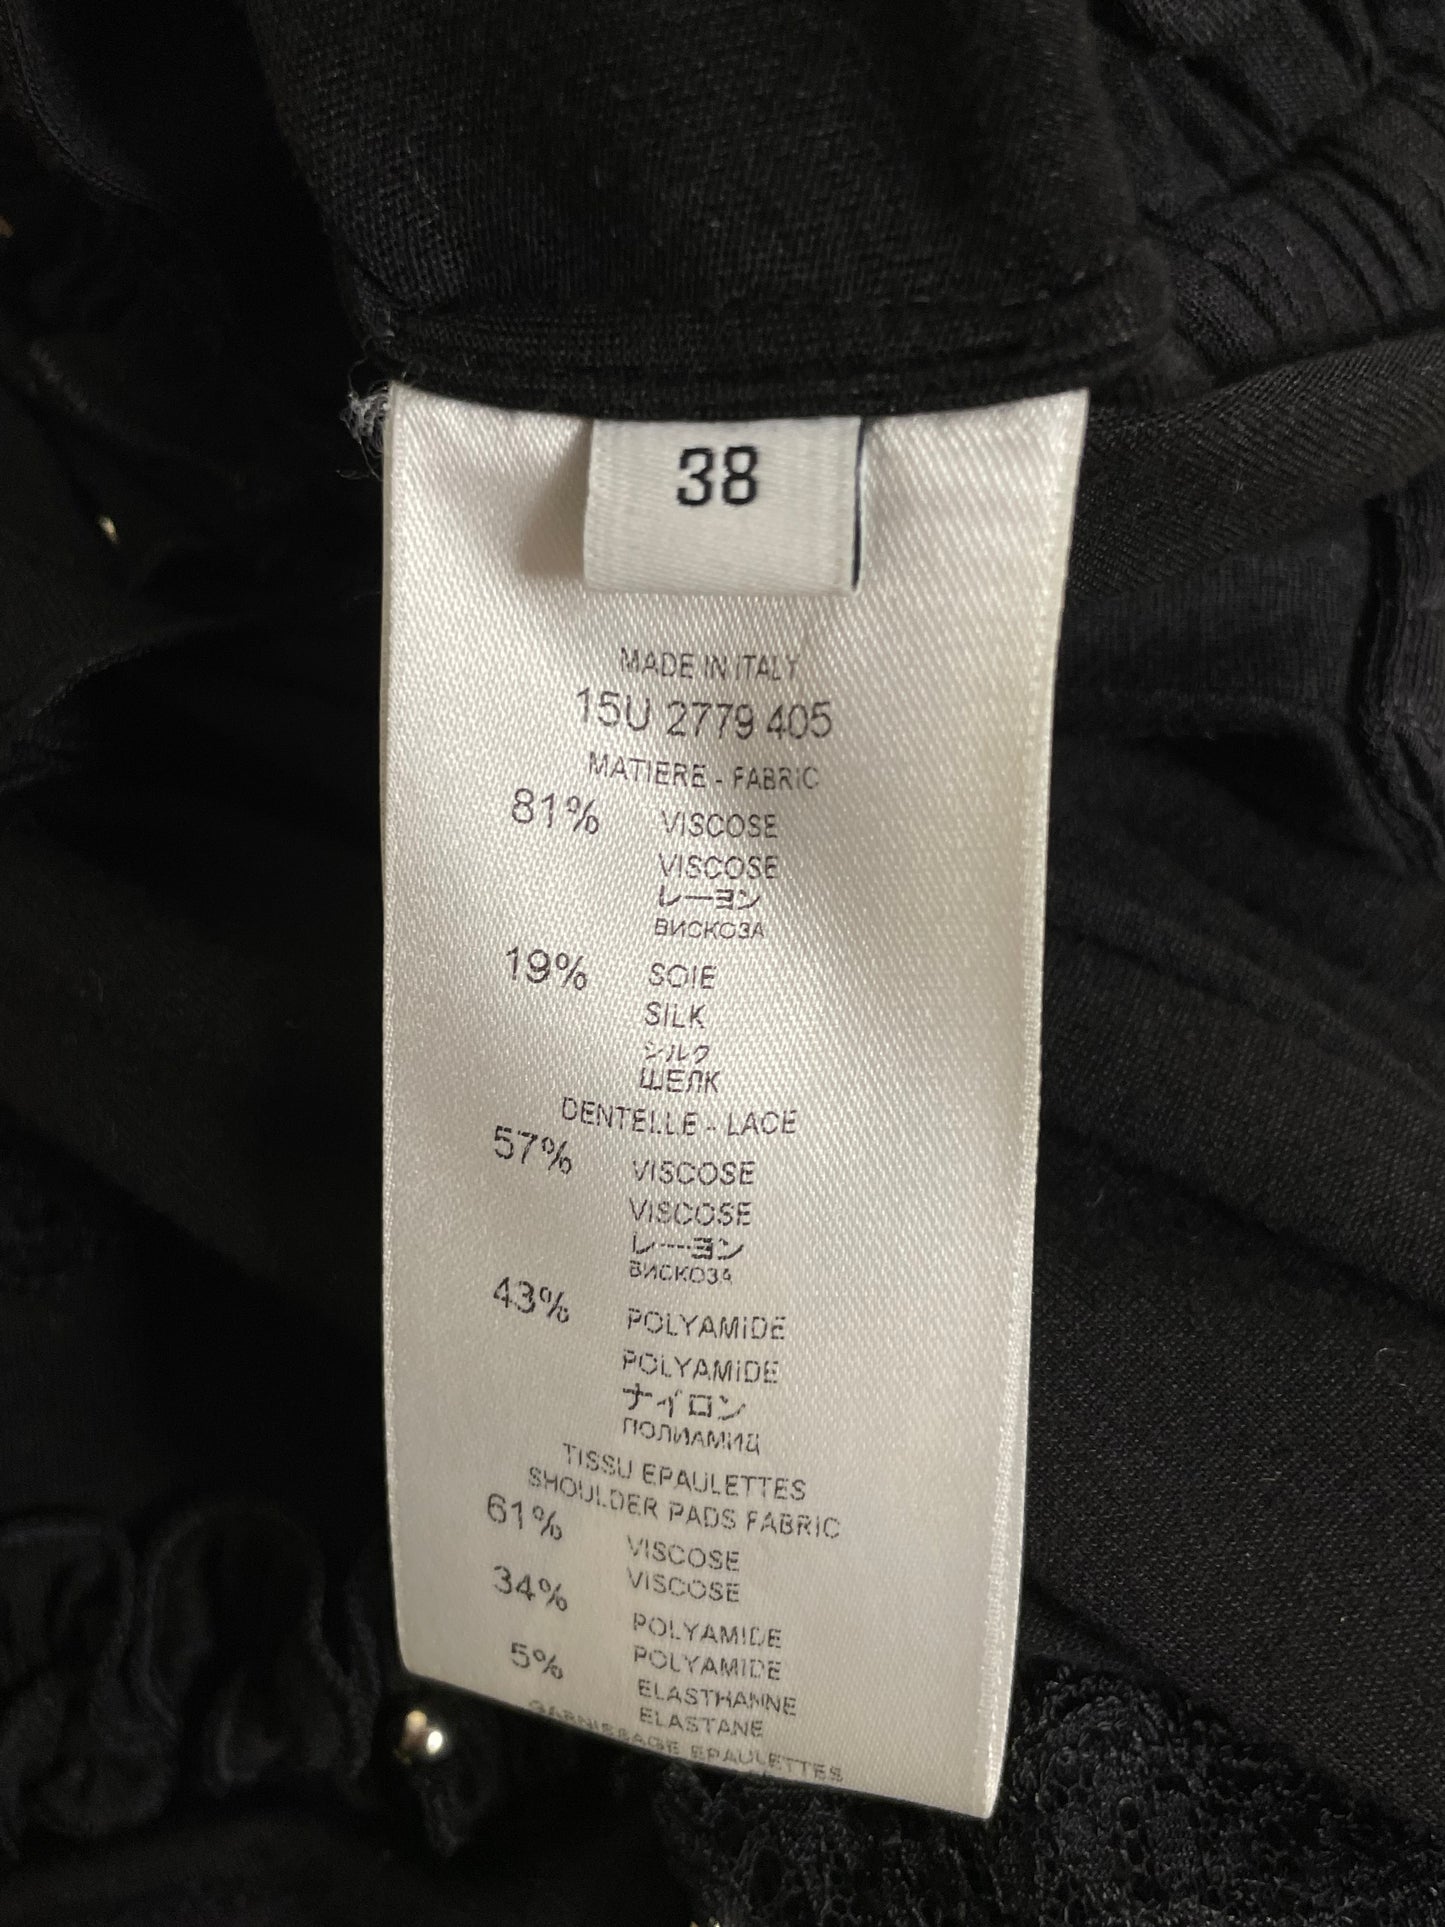 38
MADE IN ITALY
15U 2779 405
MATIERE - FABRIC
81% VISCOSE
VISCOSE
レーヨン
ВИСКОЗА
19% SOIE
SILK
シルク
ШЕЛК
DENTELLE - LACE
57% VISCOSE
VISCOSE
レーヨン
ВИСКОЗА
43% POLYAMIDE
POLYAMIDE
ナイロン
ПОЛИАМИД
TISSU EPAULETTES
SHOULDER PADS FABRIC
61% VISCOSE
VISCOSE
34% POLYAMIDE
POLYAMIDE
5% ELASTHANNE
ELASTANE
GARNISSAGE EPAULETTES